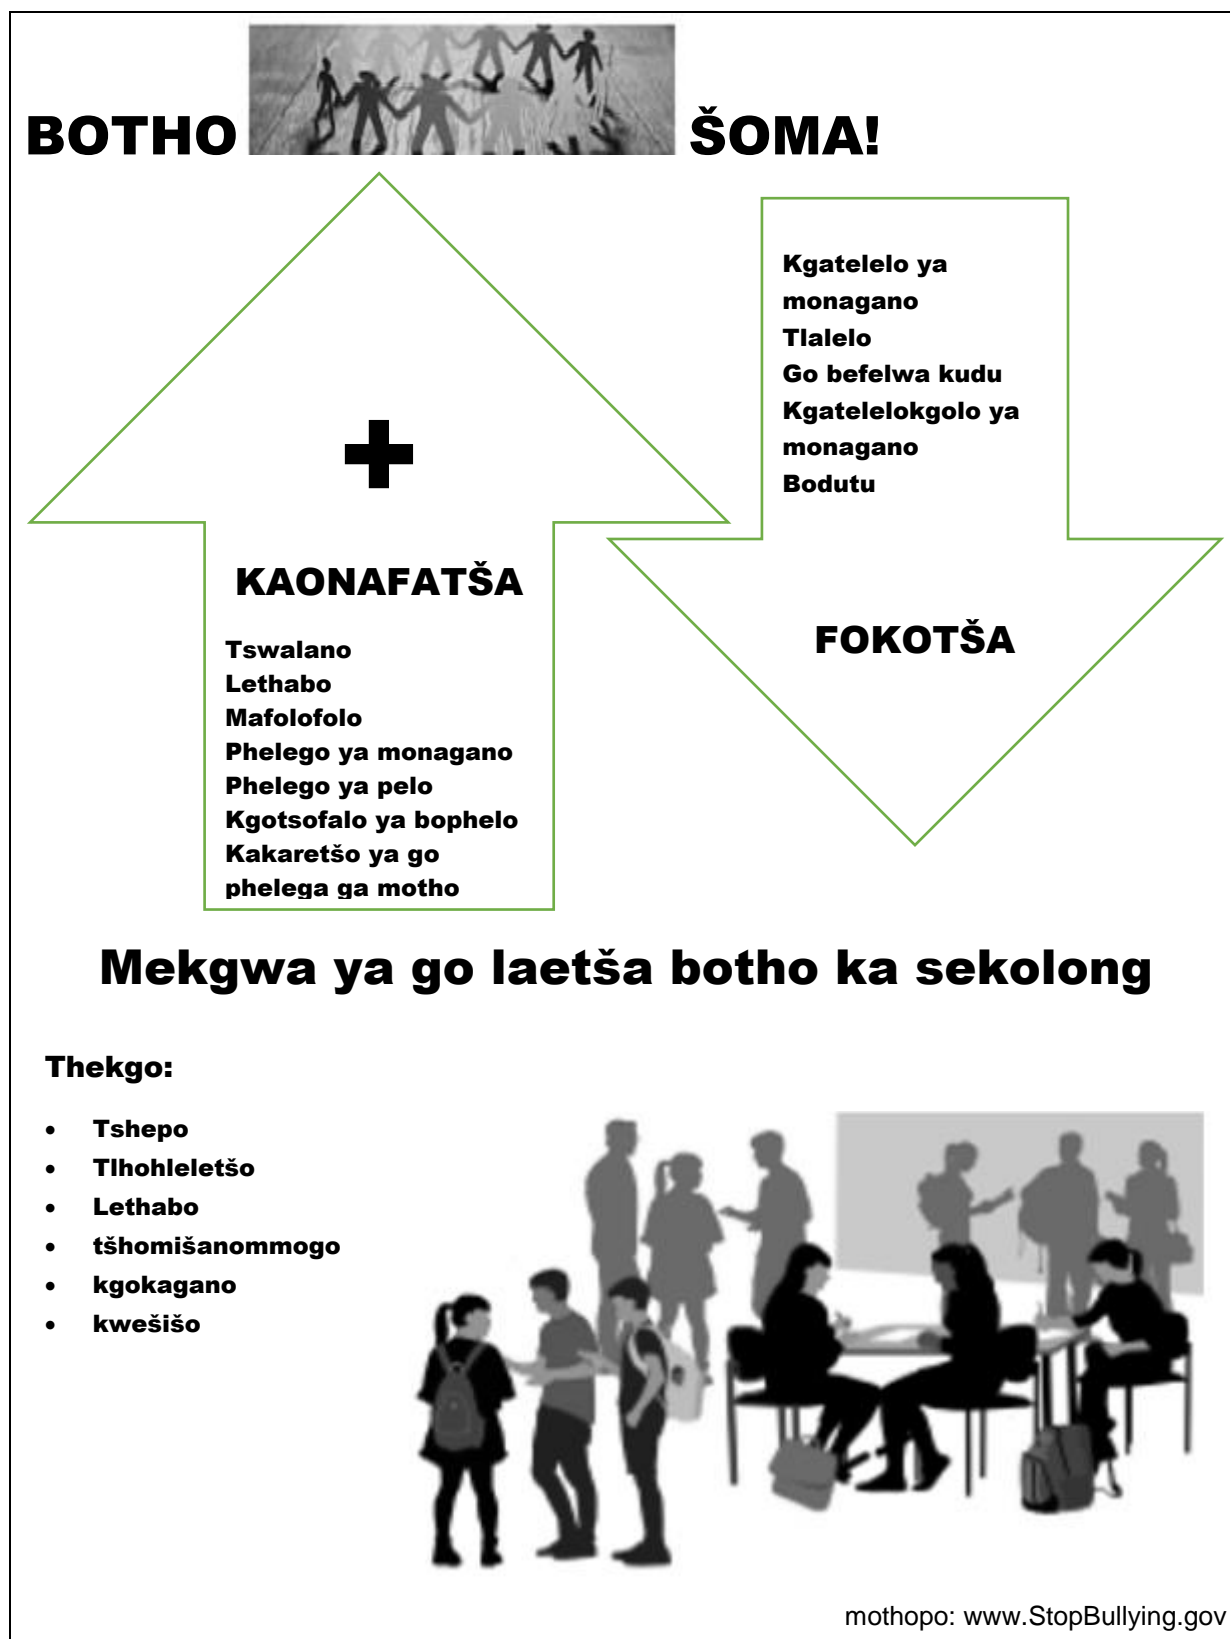 BOTHO ŠOMA!
Kgatelelo ya
monagano
Tlalelo
Go befelwa kudu
Kgatelelokgolo ya
monagano
Bodutu
FOKOTŠA
KAONAFATŠA
Tswalano
Lethabo
Mafolofolo
Phelego ya monagano
Phelego ya pelo
Kgotsofalo ya bophelo
Kakaretšo ya go
phelega ga motho
Mekgwa ya go laetša botho ka sekolong
Thekgo:
• Tshepo
• Tlhohleletšo
• Lethabo
• tšhomišanommogo
• kgokagano
• kwešišo
mothopo: www.StopBullying.gov